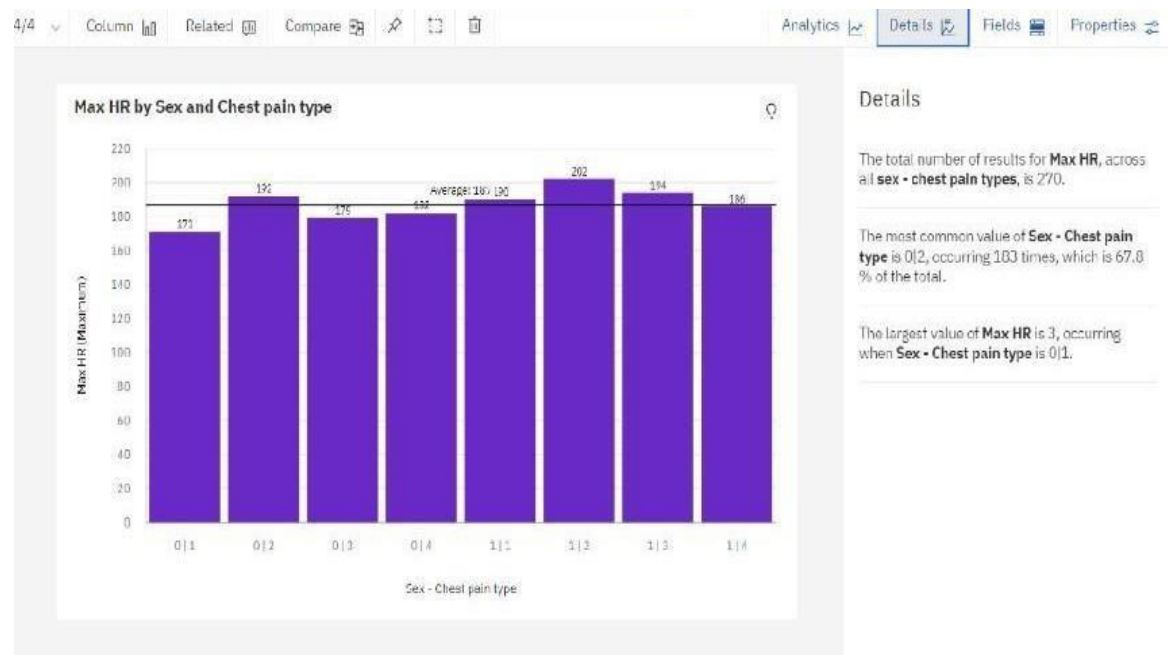 4/4 Column Related Compare Analytics Details Fields Properties
Max HR by Sex and Chest pain type
Details
The total number of results for Max HR, across
all sex - chest pain types, is 270.
The most common value of Sex - Chest pain
type is 0|2, occurring 183 times, which is 67.8
% of the total.
The largest value of Max HR is 3, occurring
when Sex - Chest pain type is 0|1.
Max HR (Maximum)
220
200
180
160
140
120
100
80
60
40
20
0
192
179
Average:
190
202
194
186
0|1 0|2 0|3 0|4 1|1 1|2 1|3 1|4
Sex - Chest pain type